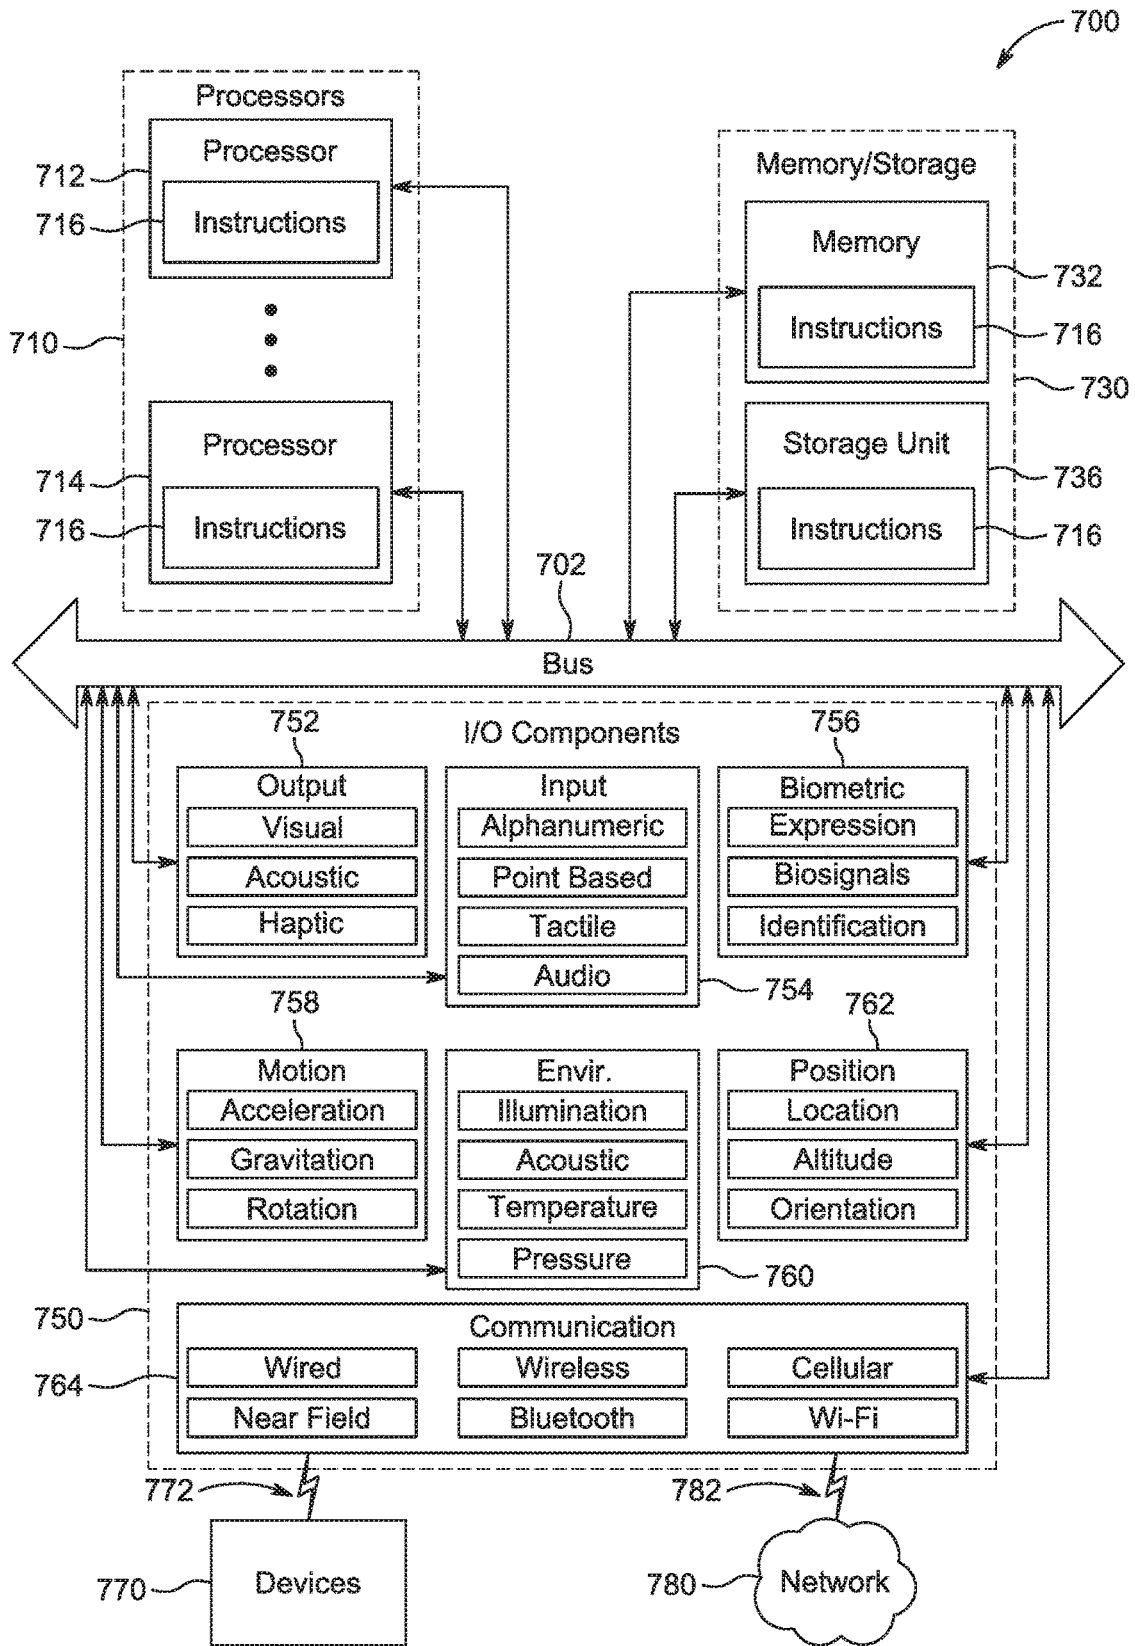 700
Processors
Processor
712
716
Instructions
710
Processor
714
716
Instructions
Memory/Storage
Memory
732
Instructions
716
730
Storage Unit
736
Instructions
716
702
Bus
I/O Components
752
Output
Visual
Acoustic
Haptic
Input
Alphanumeric
Point Based
Tactile
Audio
754
756
Biometric
Expression
Biosignals
Identification
758
Motion
Acceleration
Gravitation
Rotation
Envir.
Illumination
Acoustic
Temperature
Pressure
760
762
Position
Location
Altitude
Orientation
750
764
Communication
Wired
Wireless
Cellular
Near Field
Bluetooth
Wi-Fi
772
782
770
Devices
780
Network